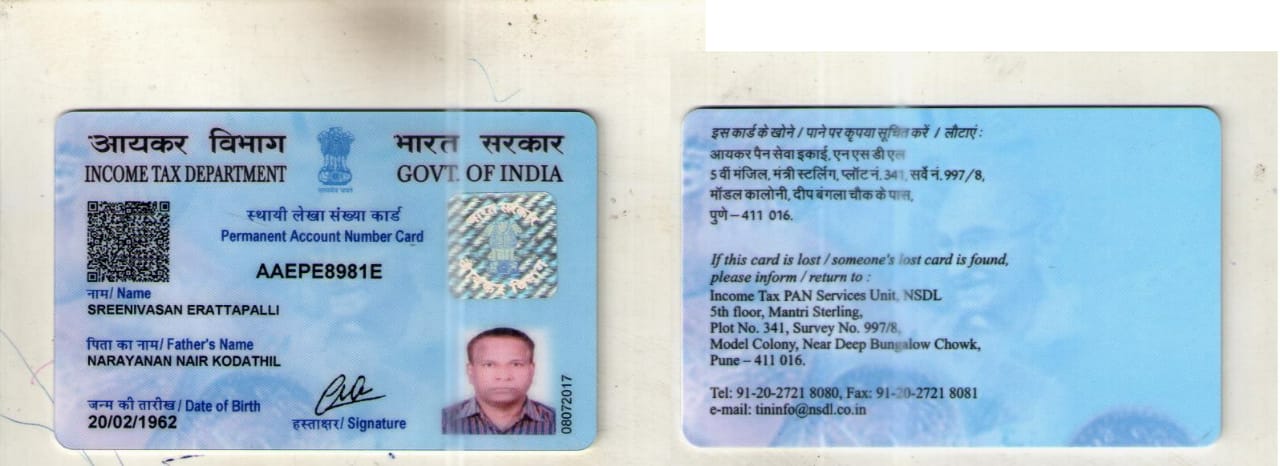 आयकर विभाग
INCOME TAX DEPARTMENT
भारत सरकार
GOVT. OF INDIA
स्थायी लेखा संख्या कार्ड
Permanent Account Number Card
AAEPE8981E
नाम/ Name
SREENIVASAN ERATTAPALLI
पिता का नाम/ Father's Name
NARAYANAN NAIR KODATHIL
जन्म की तारीख/ Date of Birth
20/02/1962
हस्ताक्षर/ Signature
08072017
भारत सरकार
आयकर विभाग
इस कार्ड के खोने / पाने पर कृपया सूचित करें / लौटाएं :
आयकर पैन सेवा इकाई, एन एस डी एल
5 वीं मंजिल, मंत्री स्टर्लिंग, प्लॉट नं. 341, सर्वे नं. 997/8,
मॉडल कालोनी, दीप बंगला चौक के पास,
पुणे – 411 016.
If this card is lost / someone's lost card is found,
please inform / return to :
Income Tax PAN Services Unit, NSDL
5th floor, Mantri Sterling,
Plot No. 341, Survey No. 997/8,
Model Colony, Near Deep Bungalow Chowk,
Pune – 411 016.
Tel: 91-20-2721 8080, Fax: 91-20-2721 8081
e-mail: tininfo@nsdl.co.in